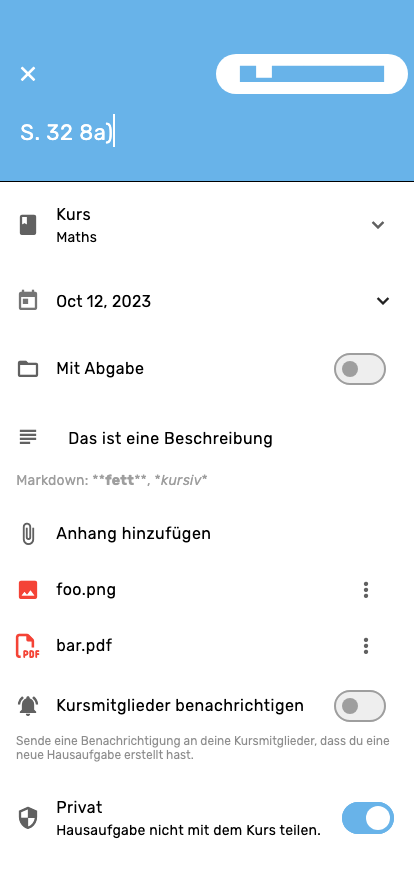 S. 32 8a)
Kurs
Maths
Oct 12, 2023
Mit Abgabe
Das ist eine Beschreibung
Markdown: **fett**, *kursiv*
Anhang hinzufügen
foo.png
PDF bar.pdf
Kursmitglieder benachrichtigen
Sende eine Benachrichtigung an deine Kursmitglieder, dass du eine
neue Hausaufgabe erstellt hast.
Privat
Hausaufgabe nicht mit dem Kurs teilen.